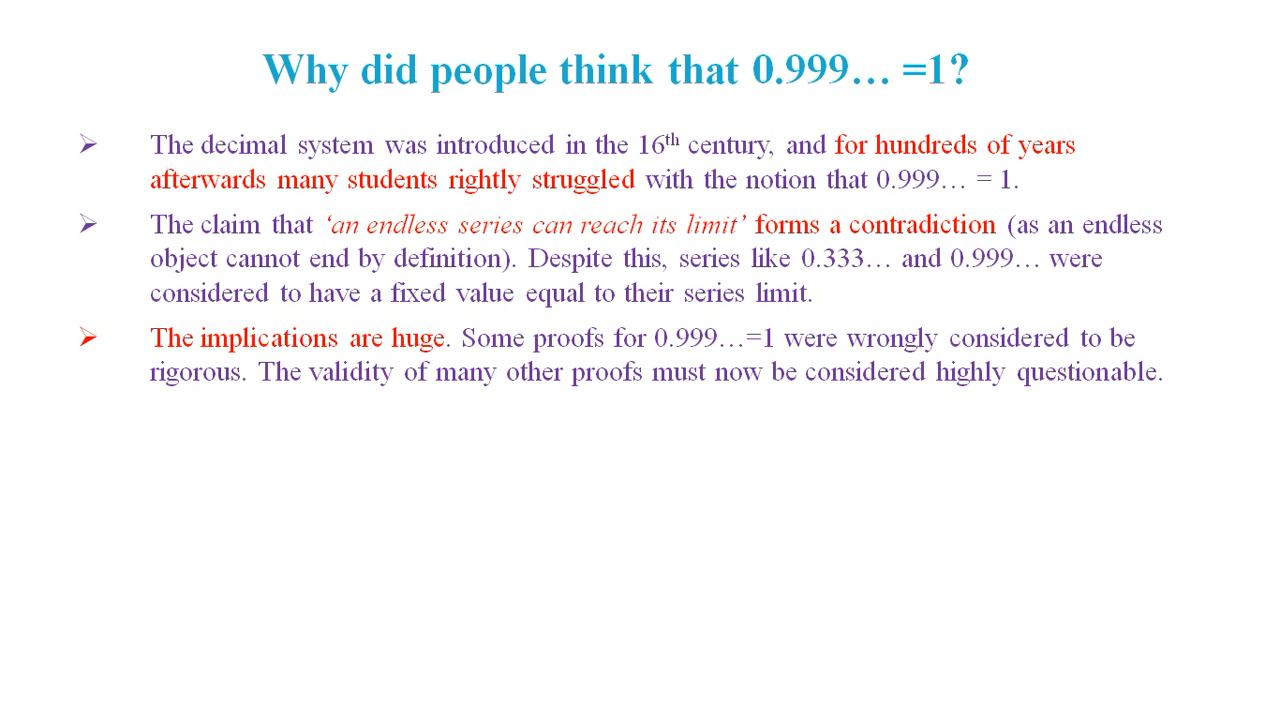 Why did people think that 0.999… =1?
The decimal system was introduced in the 16th century, and for hundreds of years
afterwards many students rightly struggled with the notion that 0.999… = 1.
The claim that ‘an endless series can reach its limit’ forms a contradiction (as an endless
object cannot end by definition). Despite this, series like 0.333… and 0.999… were
considered to have a fixed value equal to their series limit.
The implications are huge. Some proofs for 0.999…=1 were wrongly considered to be
rigorous. The validity of many other proofs must now be considered highly questionable.